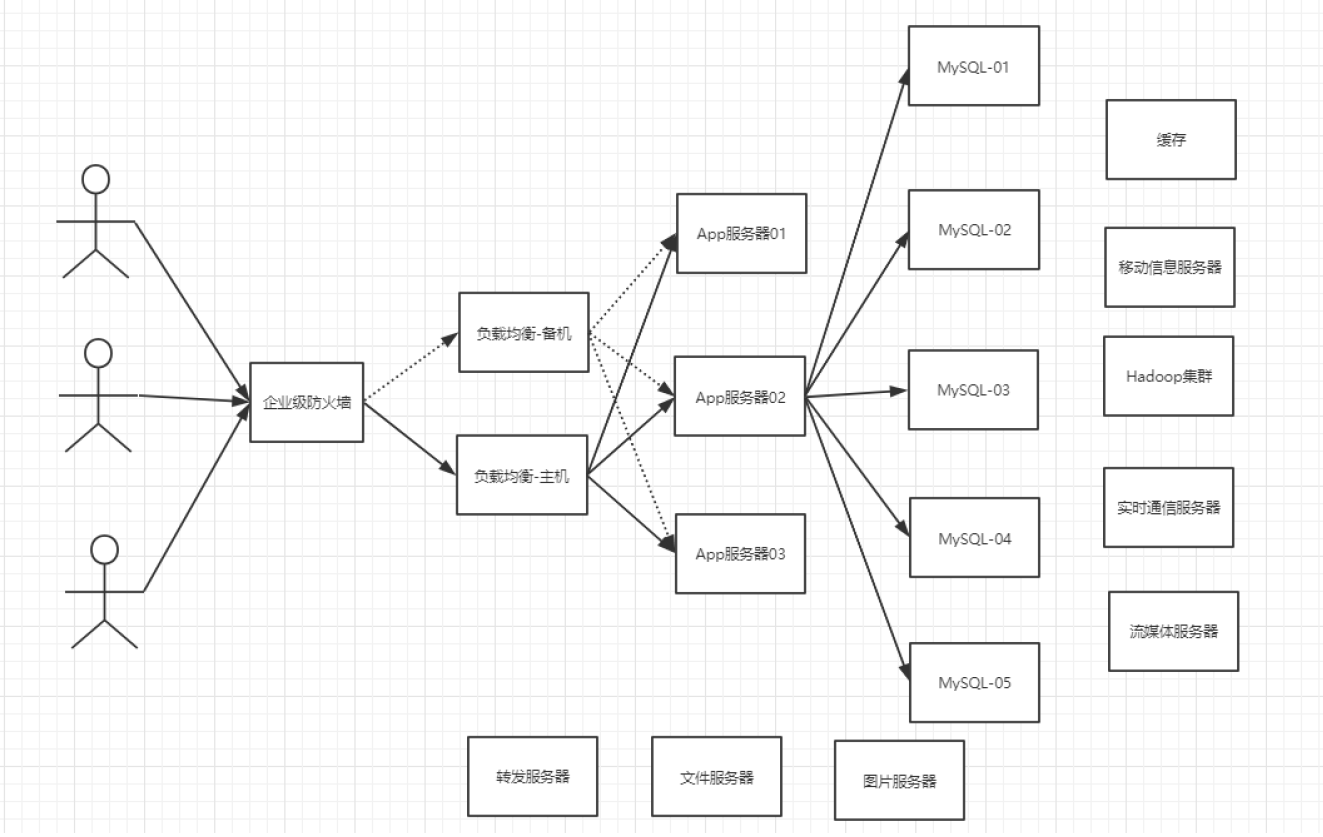 MySQL-01
缓存
App服务器01
MySQL-02
移动信息服务器
负载均衡-备机
企业级防火墙
App服务器02
MySQL-03
Hadoop集群
负载均衡-主机
实时通信服务器
App服务器03
MySQL-04
流媒体服务器
MySQL-05
转发服务器
文件服务器
图片服务器